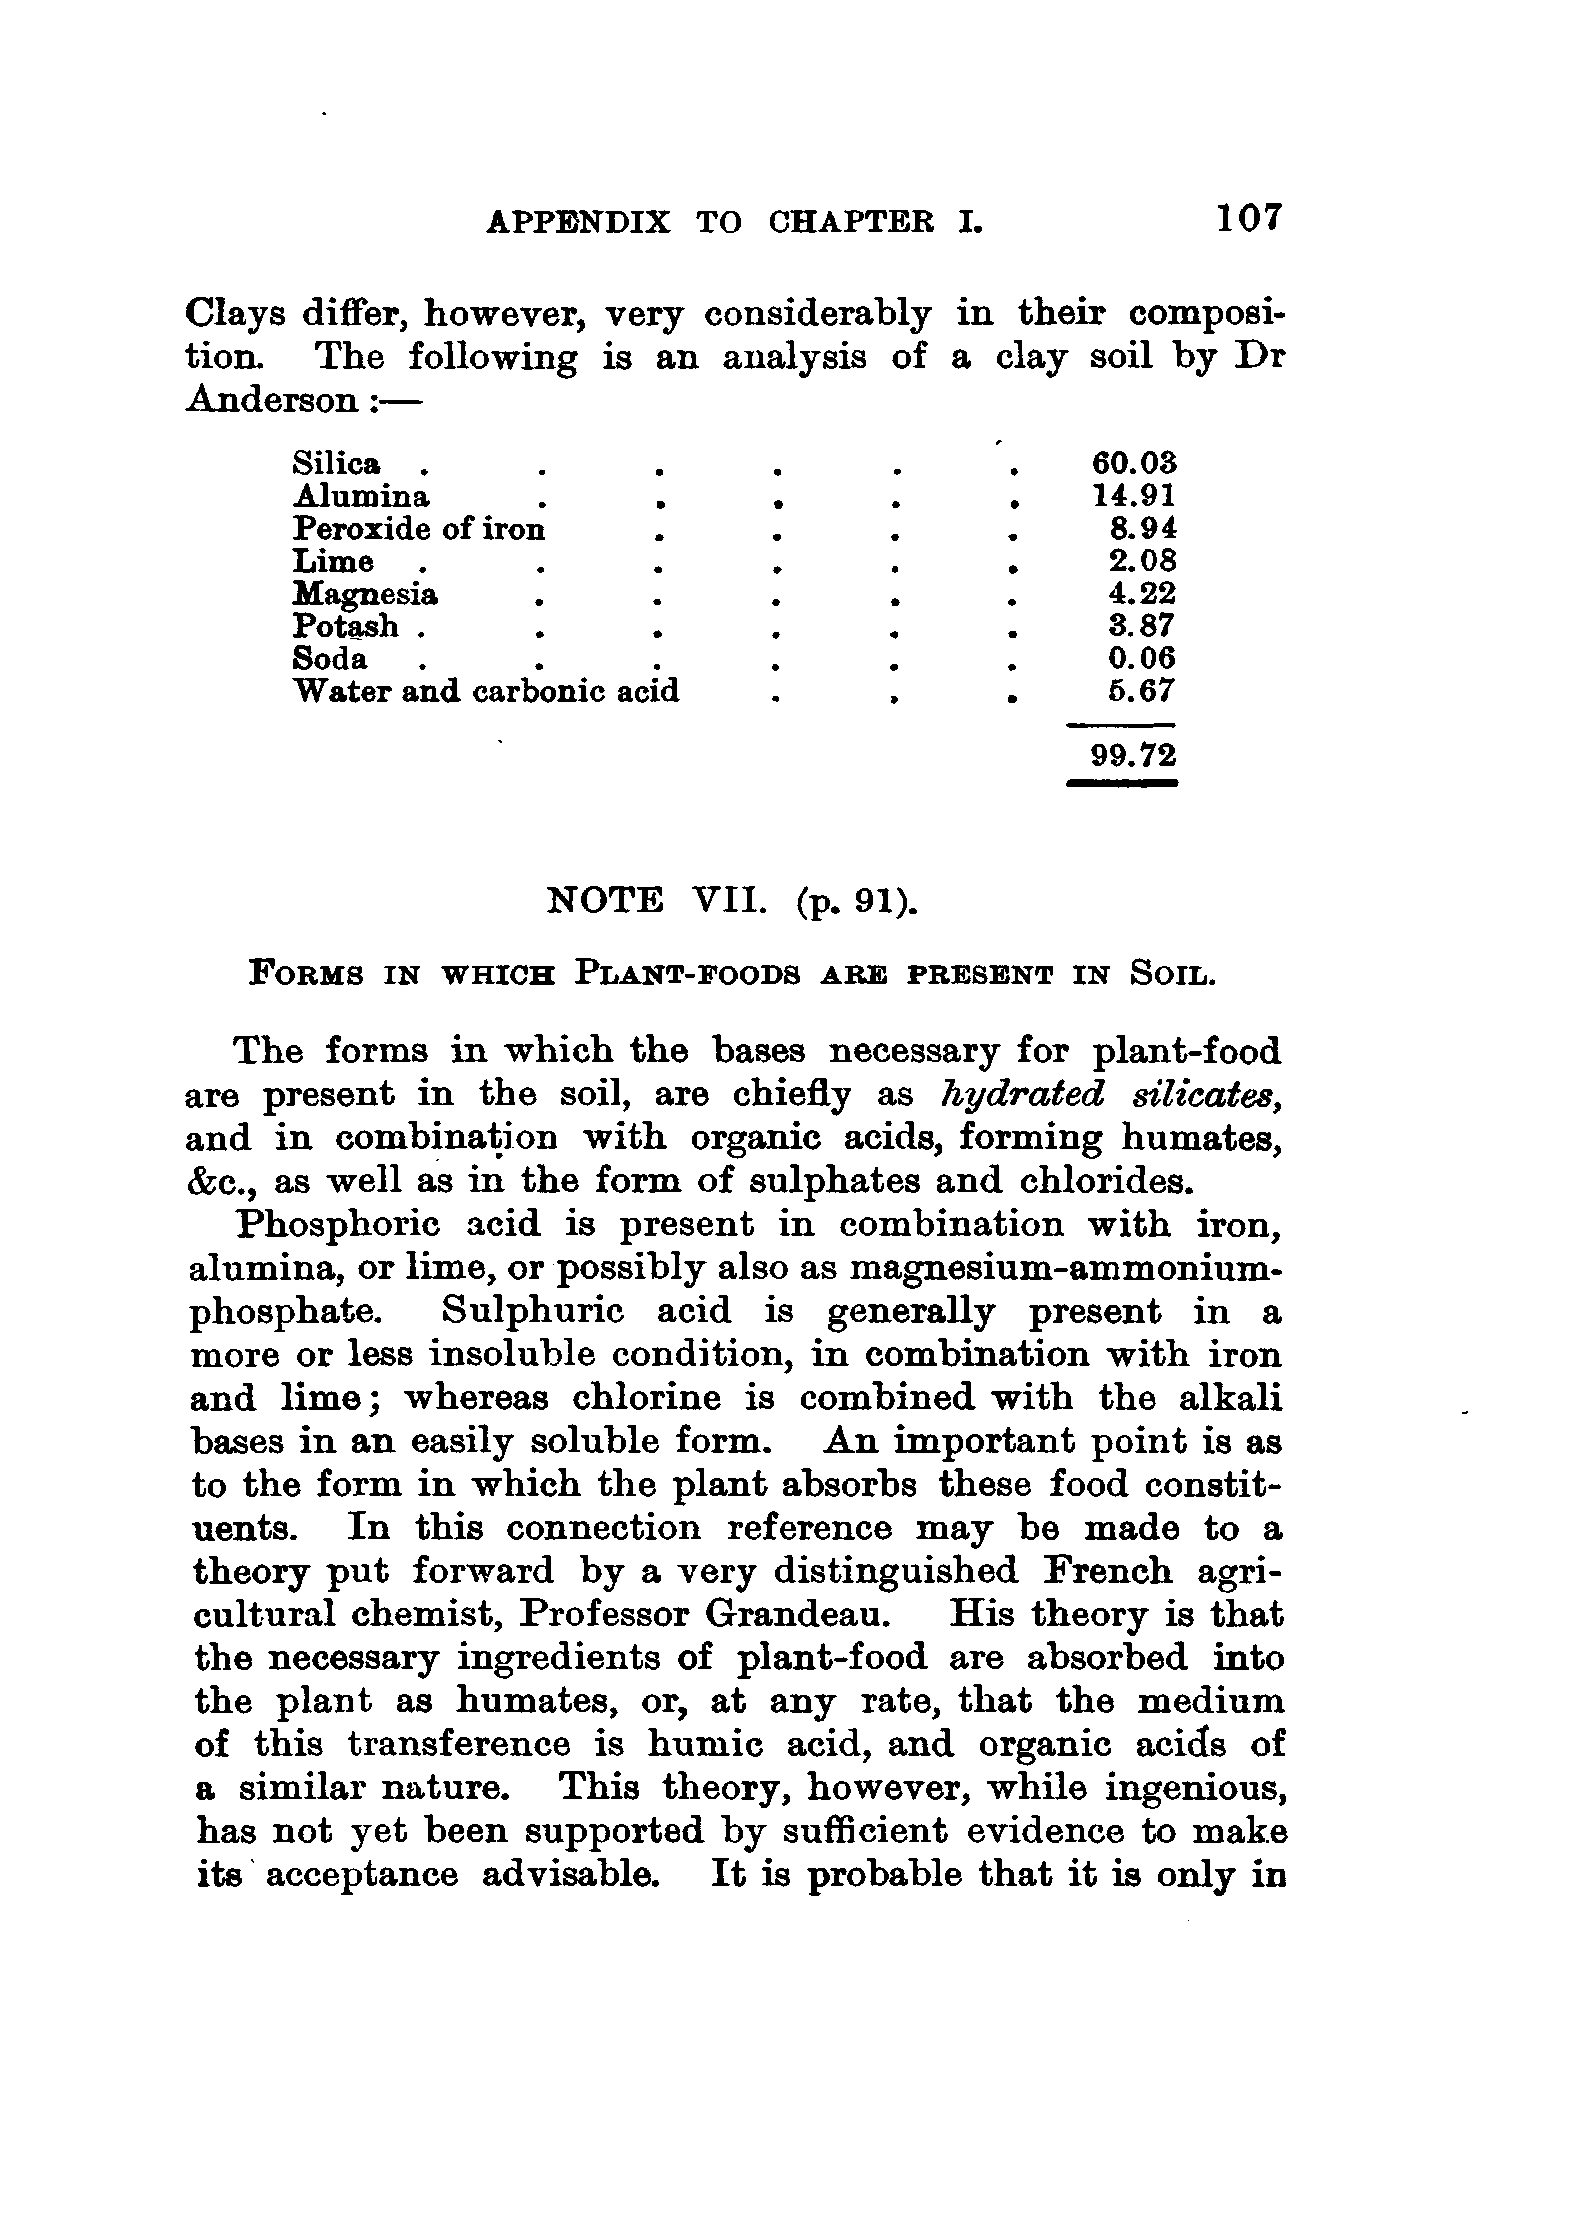 APPENDIX TO CHAPTER I. 107
Clays differ, however, very considerably in their composi-
tion. The following is an analysis of a clay soil by Dr
Anderson :—
Silica . . . . . . 60.03
Alumina . . . . . 14.91
Peroxide of iron . . . . 8.94
Lime . . . . . . 2.08
Magnesia . . . . . 4.22
Potash . . . . . . 3.87
Soda . . . . . . 0.06
Water and carbonic acid . . . 5.67
99.72
NOTE VII. (p. 91).
FORMS IN WHICH PLANT-FOODS ARE PRESENT IN SOIL.
The forms in which the bases necessary for plant-food
are present in the soil, are chiefly as hydrated silicates,
and in combination with organic acids, forming humates,
&c., as well as in the form of sulphates and chlorides.
Phosphoric acid is present in combination with iron,
alumina, or lime, or possibly also as magnesium-ammonium-
phosphate. Sulphuric acid is generally present in a
more or less insoluble condition, in combination with iron
and lime; whereas chlorine is combined with the alkali
bases in an easily soluble form. An important point is as
to the form in which the plant absorbs these food constit-
uents. In this connection reference may be made to a
theory put forward by a very distinguished French agri-
cultural chemist, Professor Grandeau. His theory is that
the necessary ingredients of plant-food are absorbed into
the plant as humates, or, at any rate, that the medium
of this transference is humic acid, and organic acids of
a similar nature. This theory, however, while ingenious,
has not yet been supported by sufficient evidence to make
its acceptance advisable. It is probable that it is only in